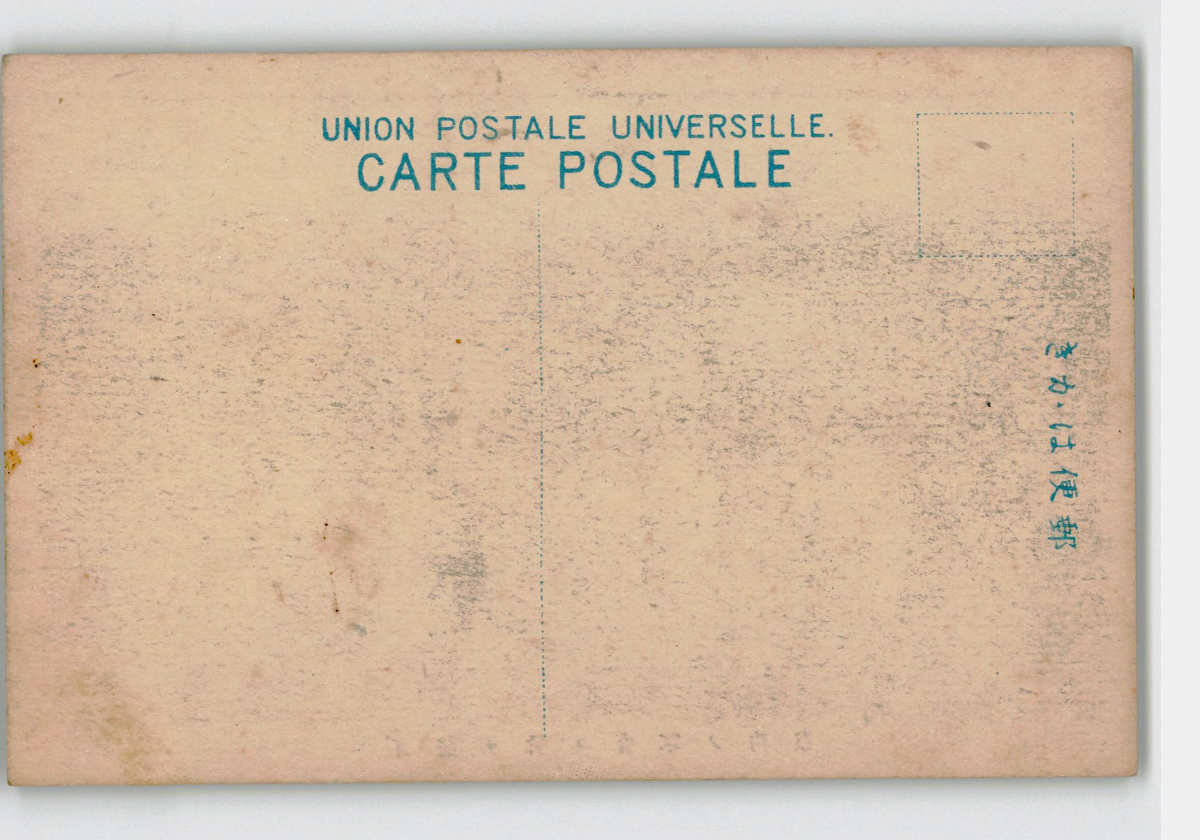 UNION POSTALE UNIVERSELLE.
CARTE POSTALE
郵便はかき